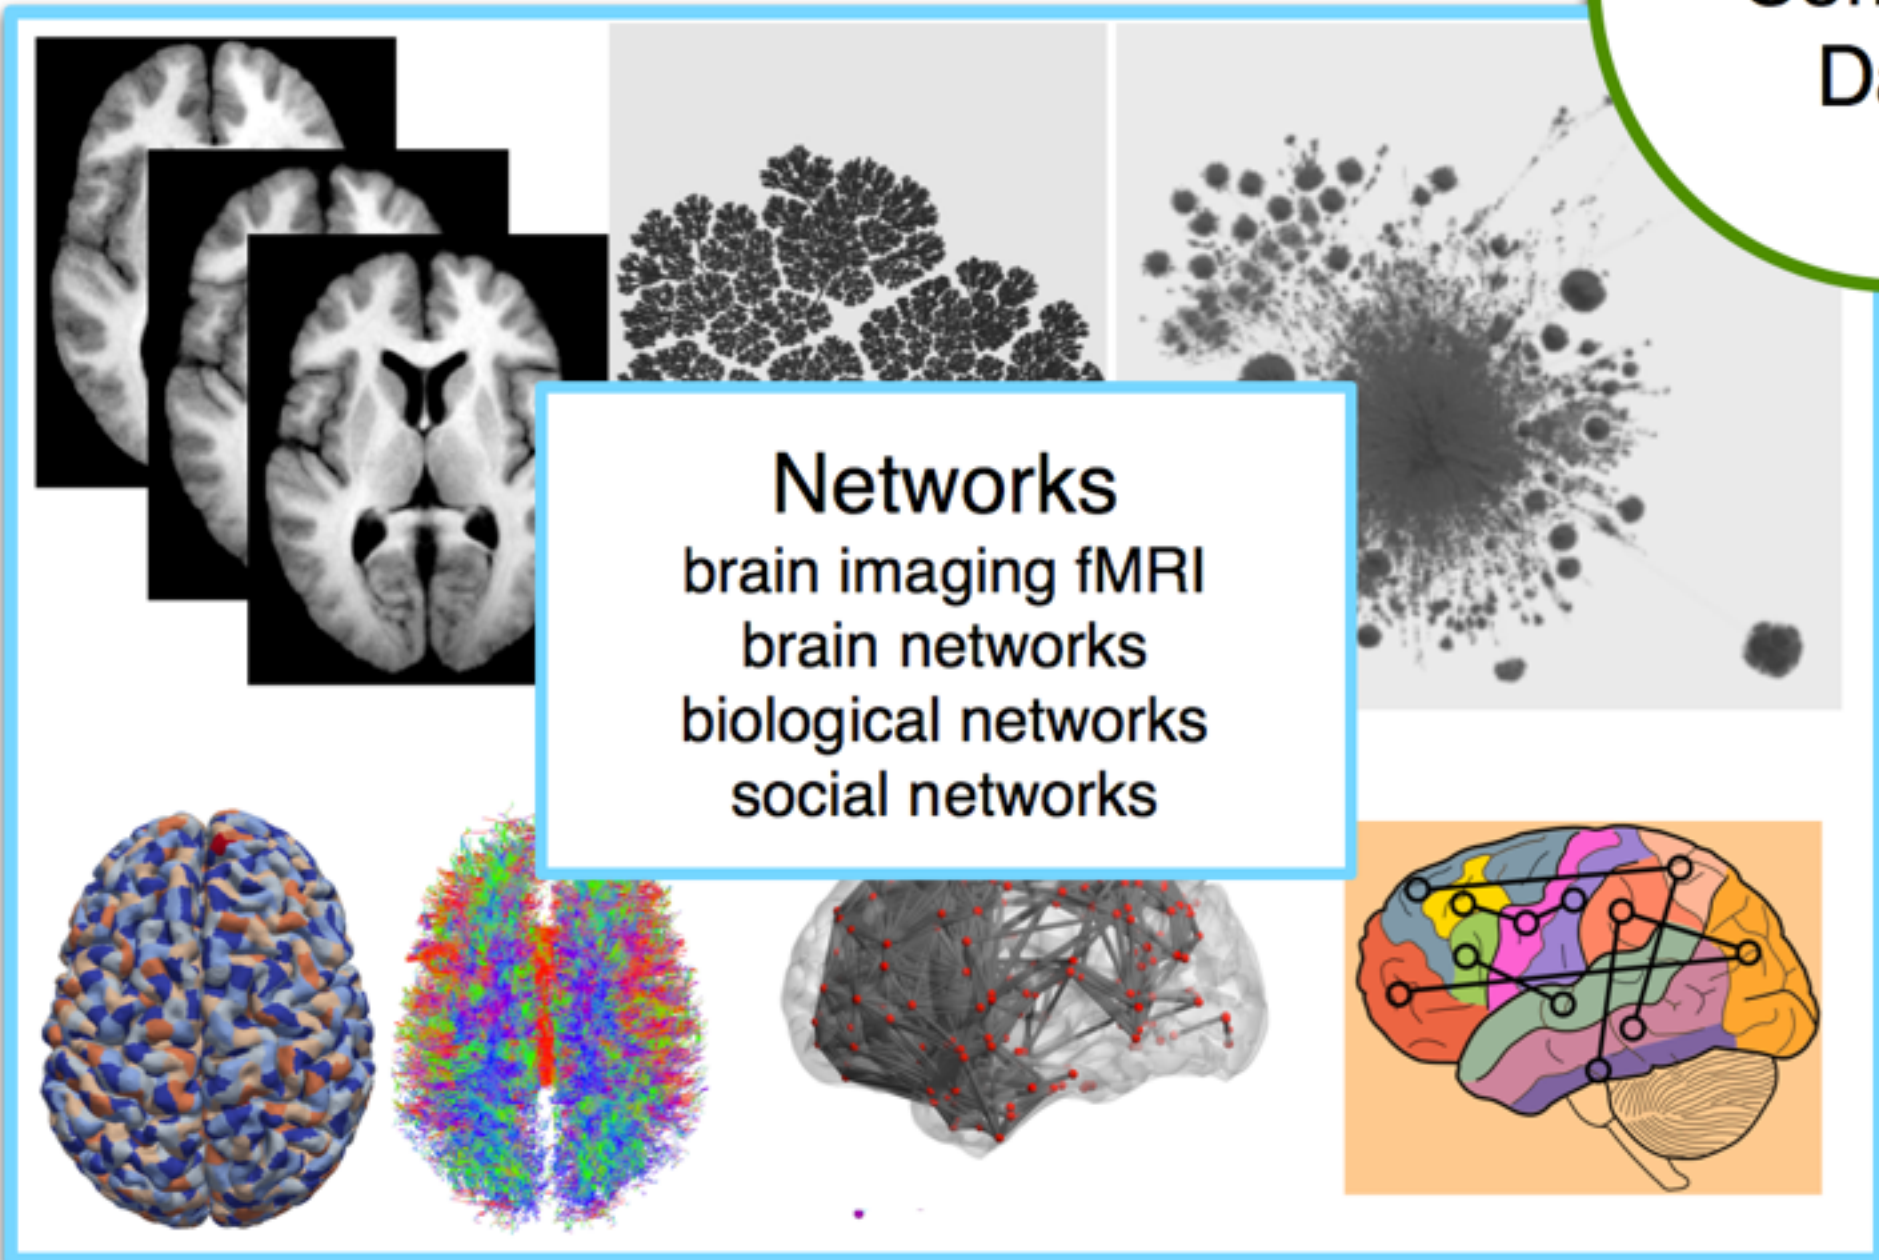 Networks
brain imaging fMRI
brain networks
biological networks
social networks